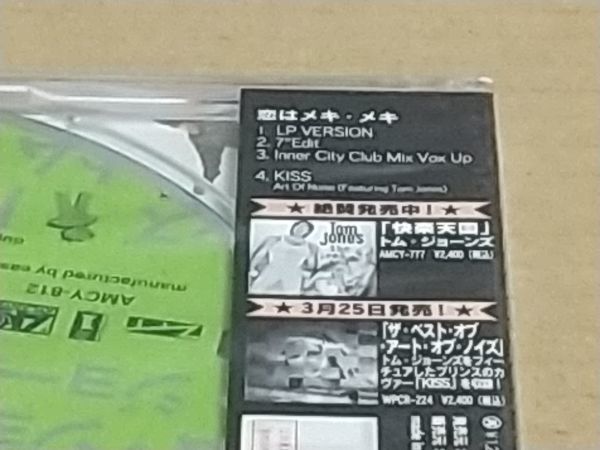 恋はメキ・メキ
1. LP VERSION
2. 7"Edit
3. Inner City Club Mix Vox Up
4. KISS
Art Of Noise (Featuring Tom Jones)
★ 絶賛発売中! ★
Tom Jones
「快楽天国」
トム・ジョーンズ
AMCY-777 ¥2,400 (税込)
★ 3月25日発売! ★
「ザ・ベスト・オブ
・アート・オブ・ノイズ」
トム・ジョーンズをフィー
チュアしたプリンスのカ
ヴァー「KISS」を収録!
WPCR-224 ¥2,400 (税込)
manufactured by eas
AMCY-812